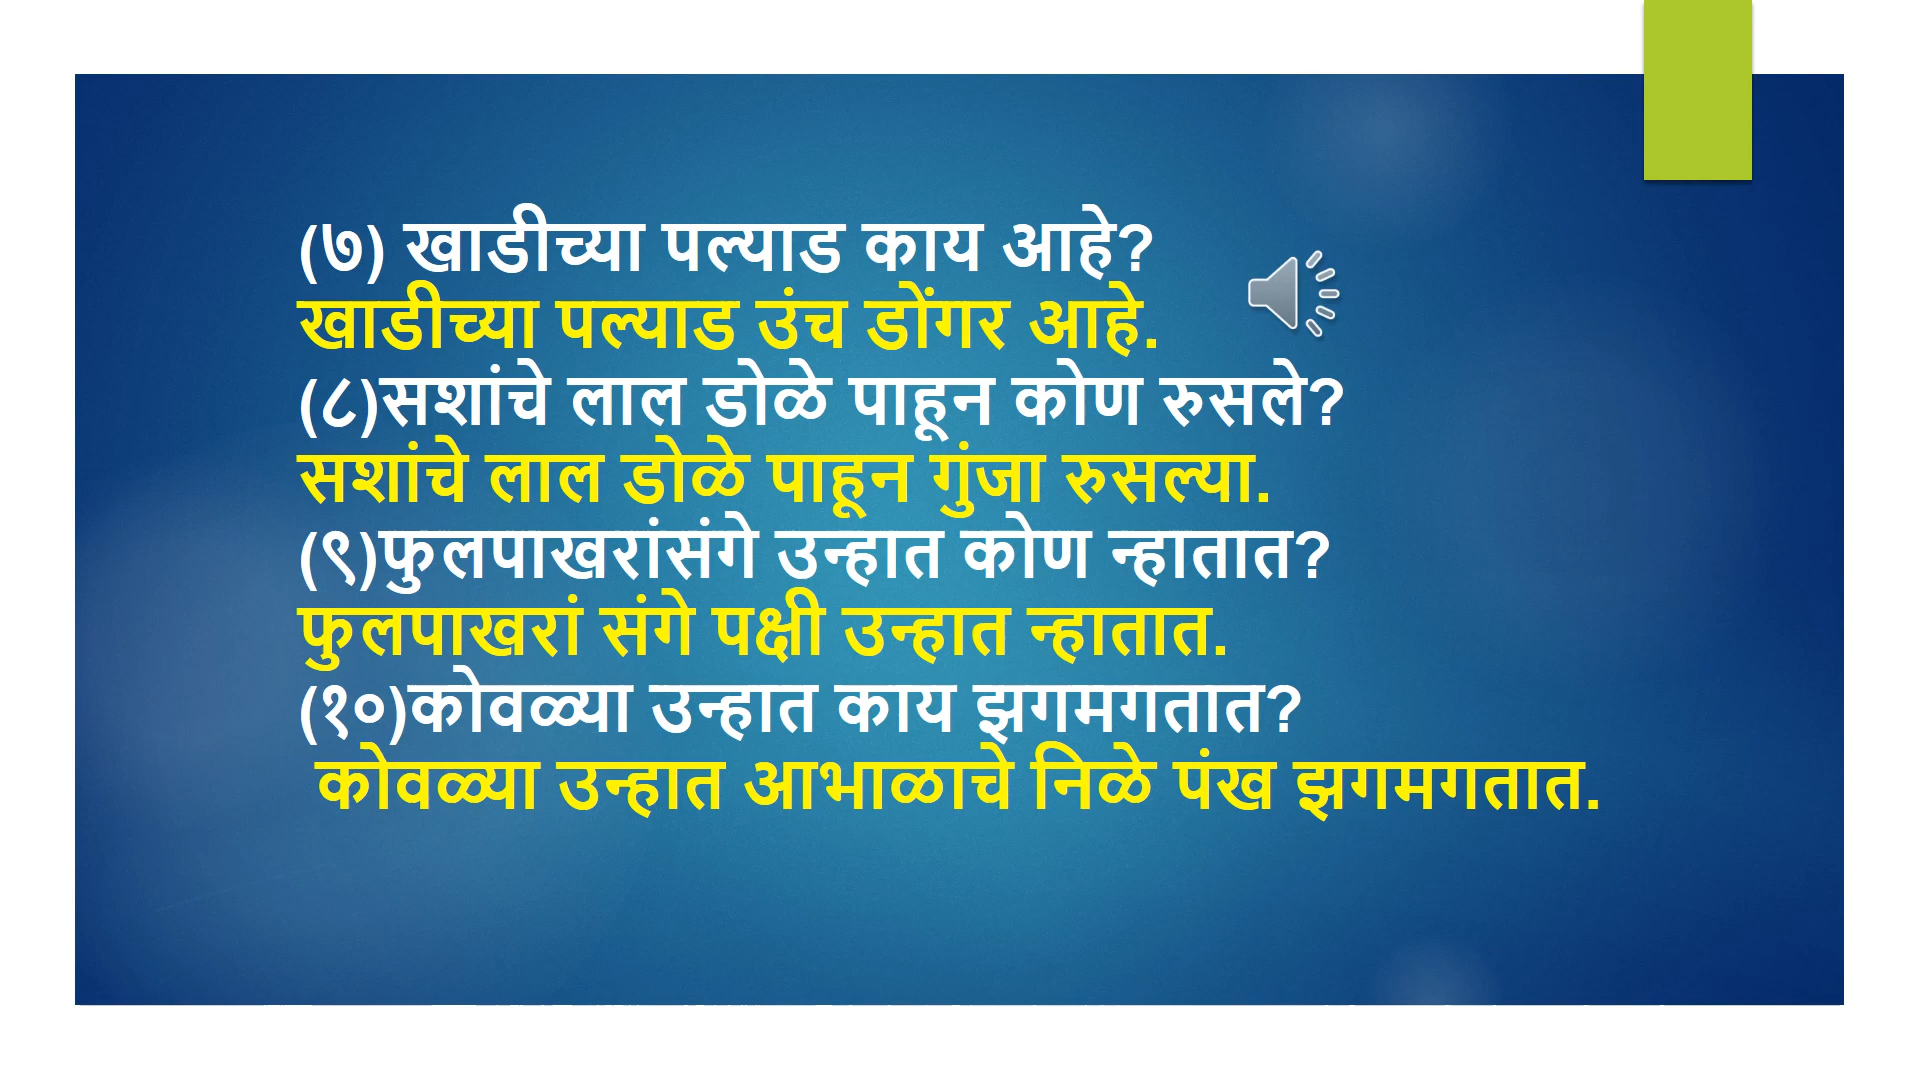 (७) खाडीच्या पल्याड काय आहे?
खाडीच्या पल्याड उंच डोंगर आहे.
(८)सशांचे लाल डोळे पाहून कोण रुसले?
सशांचे लाल डोळे पाहून गुंजा रुसल्या.
(९)फुलपाखरांसंगे उन्हात कोण न्हातात?
फुलपाखरां संगे पक्षी उन्हात न्हातात.
(१०)कोवळ्या उन्हात काय झगमगतात?
कोवळ्या उन्हात आभाळाचे निळे पंख झगमगतात.